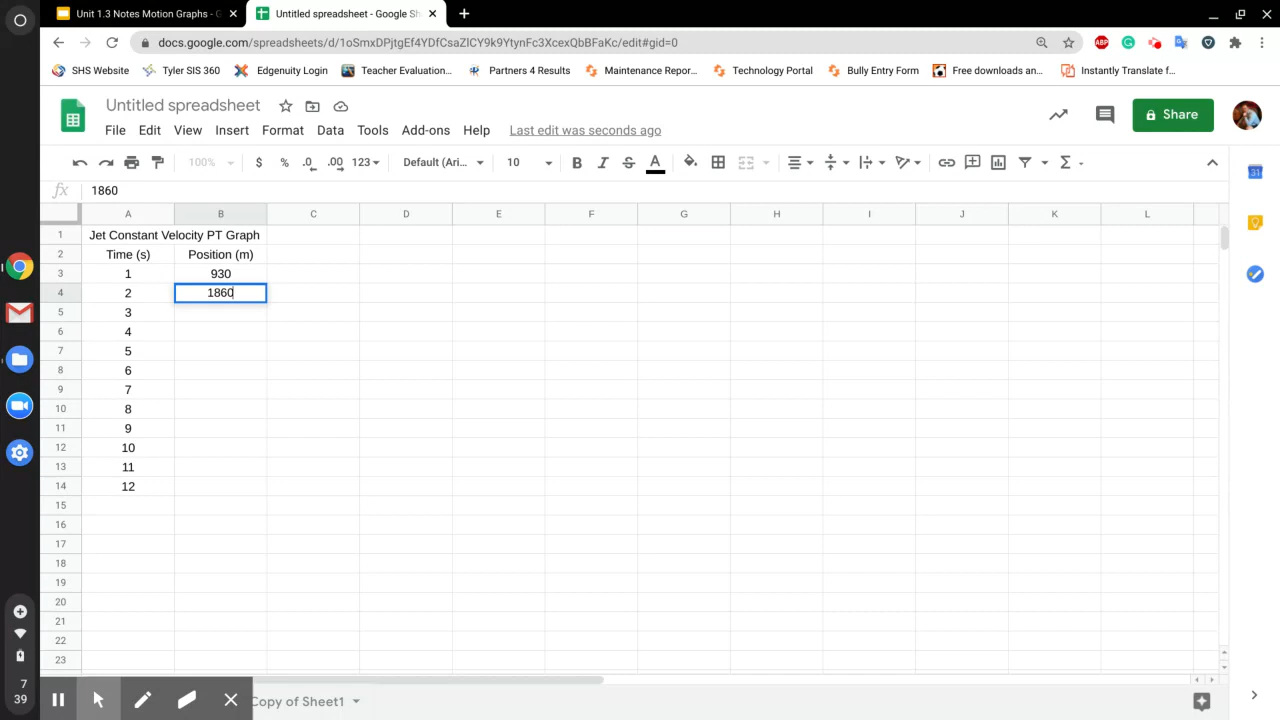 Unit 1.3 Notes Motion Graphs - G
Untitled spreadsheet - Google Sh
docs.google.com/spreadsheets/d/1oSmxDPjpEf4YDfCsaZlCY9k9YtynFc3XcexQbBFaKc/edit#gid=0
ABP
SHS Website
Tyler SIS 360
Edgenuity Login
Teacher Evaluation...
Partners 4 Results
Maintenance Repor...
Technology Portal
Bully Entry Form
Free downloads an...
Instantly Translate f...
Untitled spreadsheet
File Edit View Insert Format Data Tools Add-ons Help Last edit was seconds ago
Share
100% $ % .0 .00 123 Default (Ari... 10 B I S A Σ
31
fx 1860
A B C D E F G H I J K L
1 Jet Constant Velocity PT Graph
2 Time (s) Position (m)
3 1 930
4 2 1860
5 3
6 4
7 5
8 6
9 7
10 8
11 9
12 10
13 11
14 12
15
16
17
18
19
20
21
22
23
7
39
Copy of Sheet1